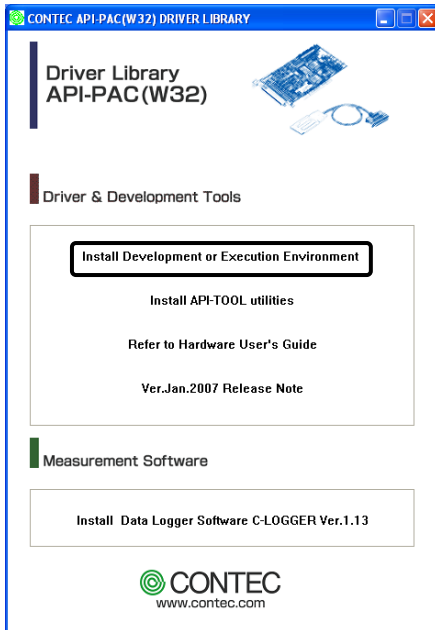 CONTEC API-PAC(W32) DRIVER LIBRARY
Driver Library
API-PAC(W32)
Driver & Development Tools
Install Development or Execution Environment
Install API-TOOL utilities
Refer to Hardware User's Guide
Ver.Jan.2007 Release Note
Measurement Software
Install Data Logger Software C-LOGGER Ver.1.13
CONTEC
www.contec.com